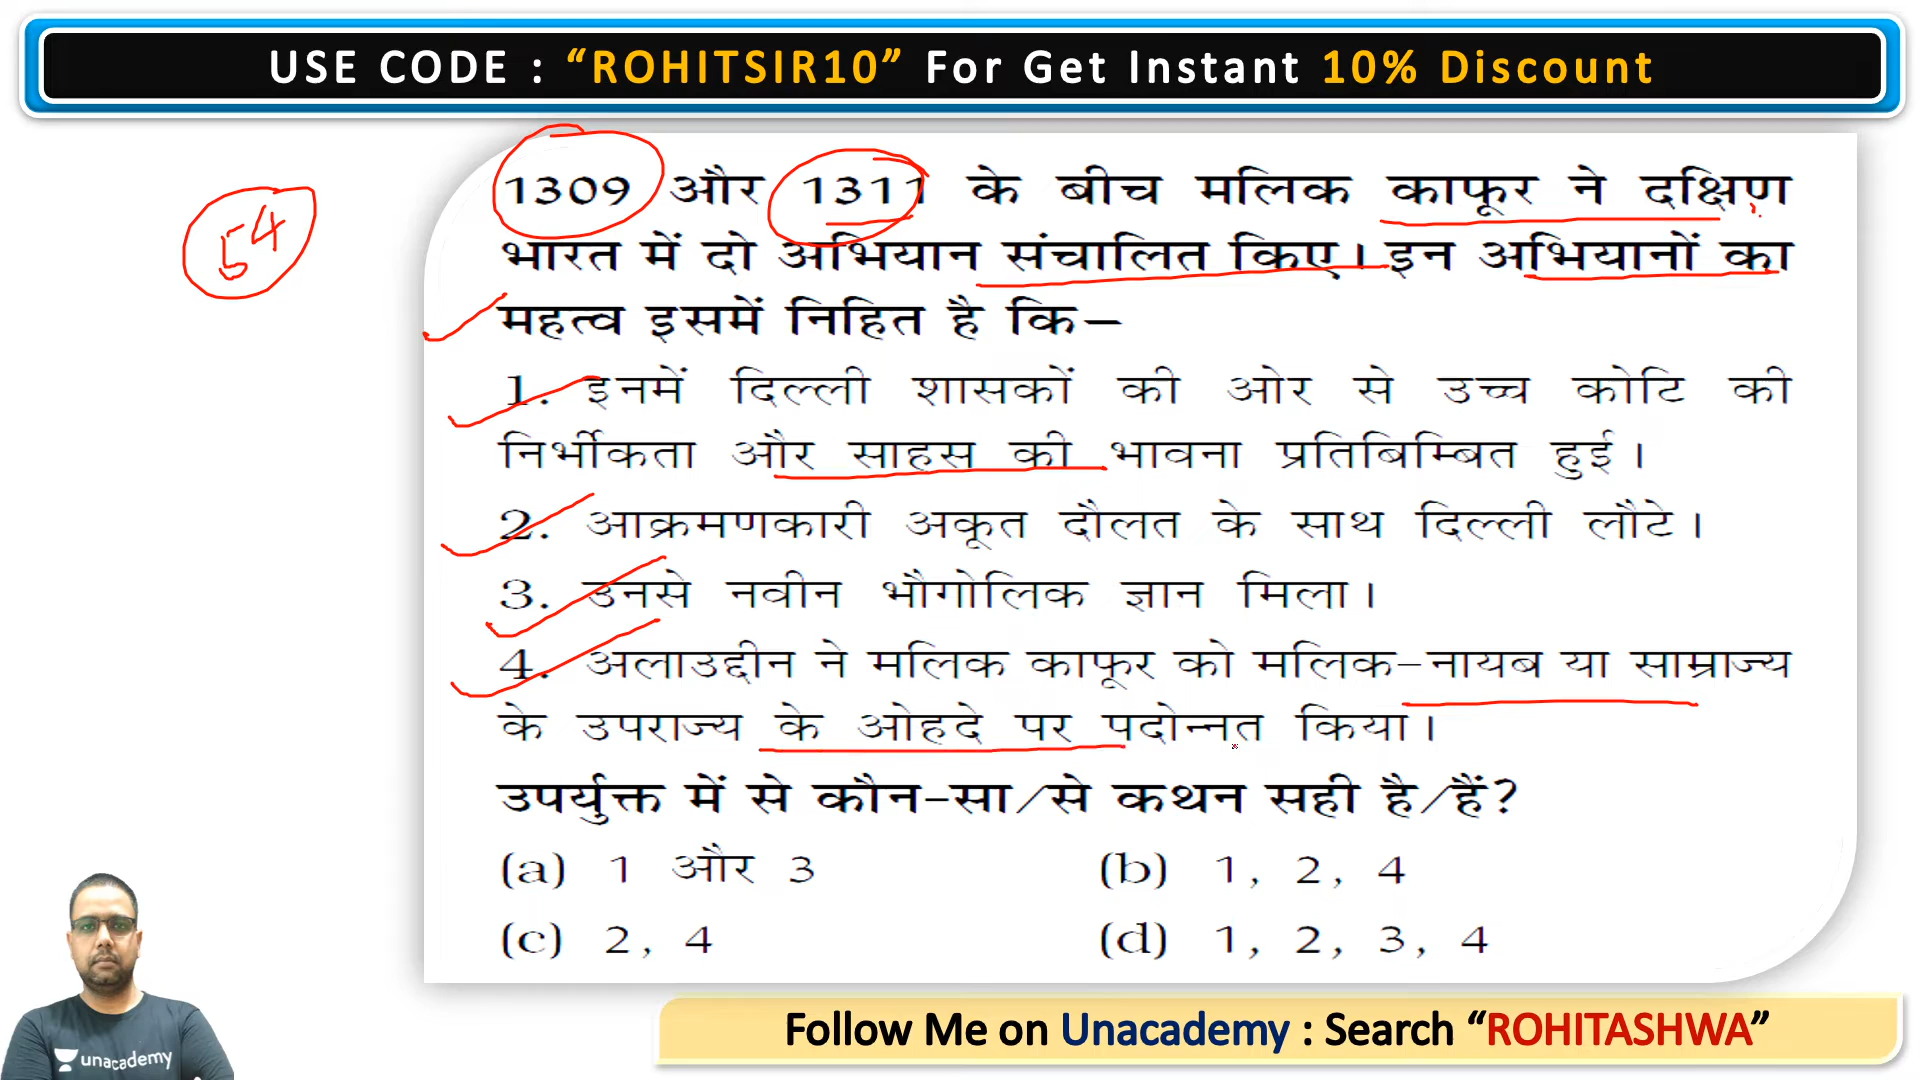 USE CODE : “ROHITSIR10” For Get Instant 10% Discount
54
1309 और 1311 के बीच मलिक काफूर ने दक्षिण
भारत में दो अभियान संचालित किए। इन अभियानों का
महत्व इसमें निहित है कि–
1. इनमें दिल्ली शासकों की ओर से उच्च कोटि की
निर्भीकता और साहस की भावना प्रतिबिम्बित हुई।
2. आक्रमणकारी अकूत दौलत के साथ दिल्ली लौटे।
3. उनसे नवीन भौगोलिक ज्ञान मिला।
4. अलाउद्दीन ने मलिक काफूर को मलिक–नायब या साम्राज्य
के उपराज्य के ओहदे पर पदोन्नत किया।
उपर्युक्त में से कौन-सा/से कथन सही है/हैं?
(a) 1 और 3 (b) 1, 2, 4
(c) 2, 4 (d) 1, 2, 3, 4
unacademy
Follow Me on Unacademy : Search “ROHITASHWA”